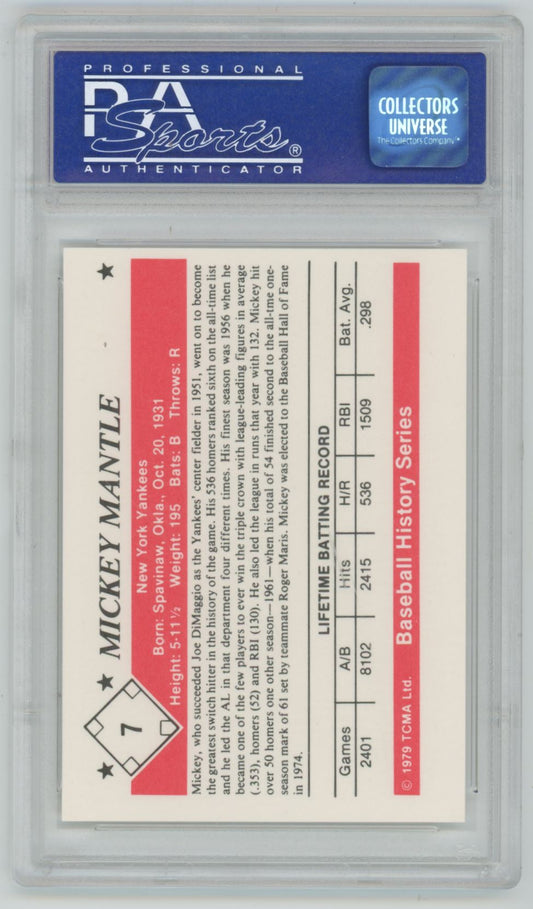 PROFESSIONAL
PSA
Sports®
AUTHENTICATOR
COLLECTORS
UNIVERSE
The Collectors Company™
7
MICKEY MANTLE
New York Yankees
Born: Spavinaw, Okla., Oct. 20, 1931
Height: 5-11 ½ Weight: 195 Bats: B Throws: R
Mickey, who succeeded Joe DiMaggio as the Yankees' center fielder in 1951, went on to become
the greatest switch hitter in the history of the game. His 536 homers ranked sixth on the all-time list
and he led the AL in that department four different times. His finest season was 1956 when he
became one of the few players to ever win the triple crown with league-leading figures in average
(.353), homers (52) and RBI (130). He also led the league in runs that year with 132. Mickey hit
over 50 homers one other season—1961—when his total of 54 finished second to the all-tme one-
season mark of 61 set by teammate Roger Maris. Mickey was elected to the Baseball Hall of Fame
in 1974.
LIFETIME BATTING RECORD
Games A/B Hits H/R RBI Bat. Avg.
2401 8102 2415 536 1509 .298
© 1979 TCMA Ltd. Baseball History Series